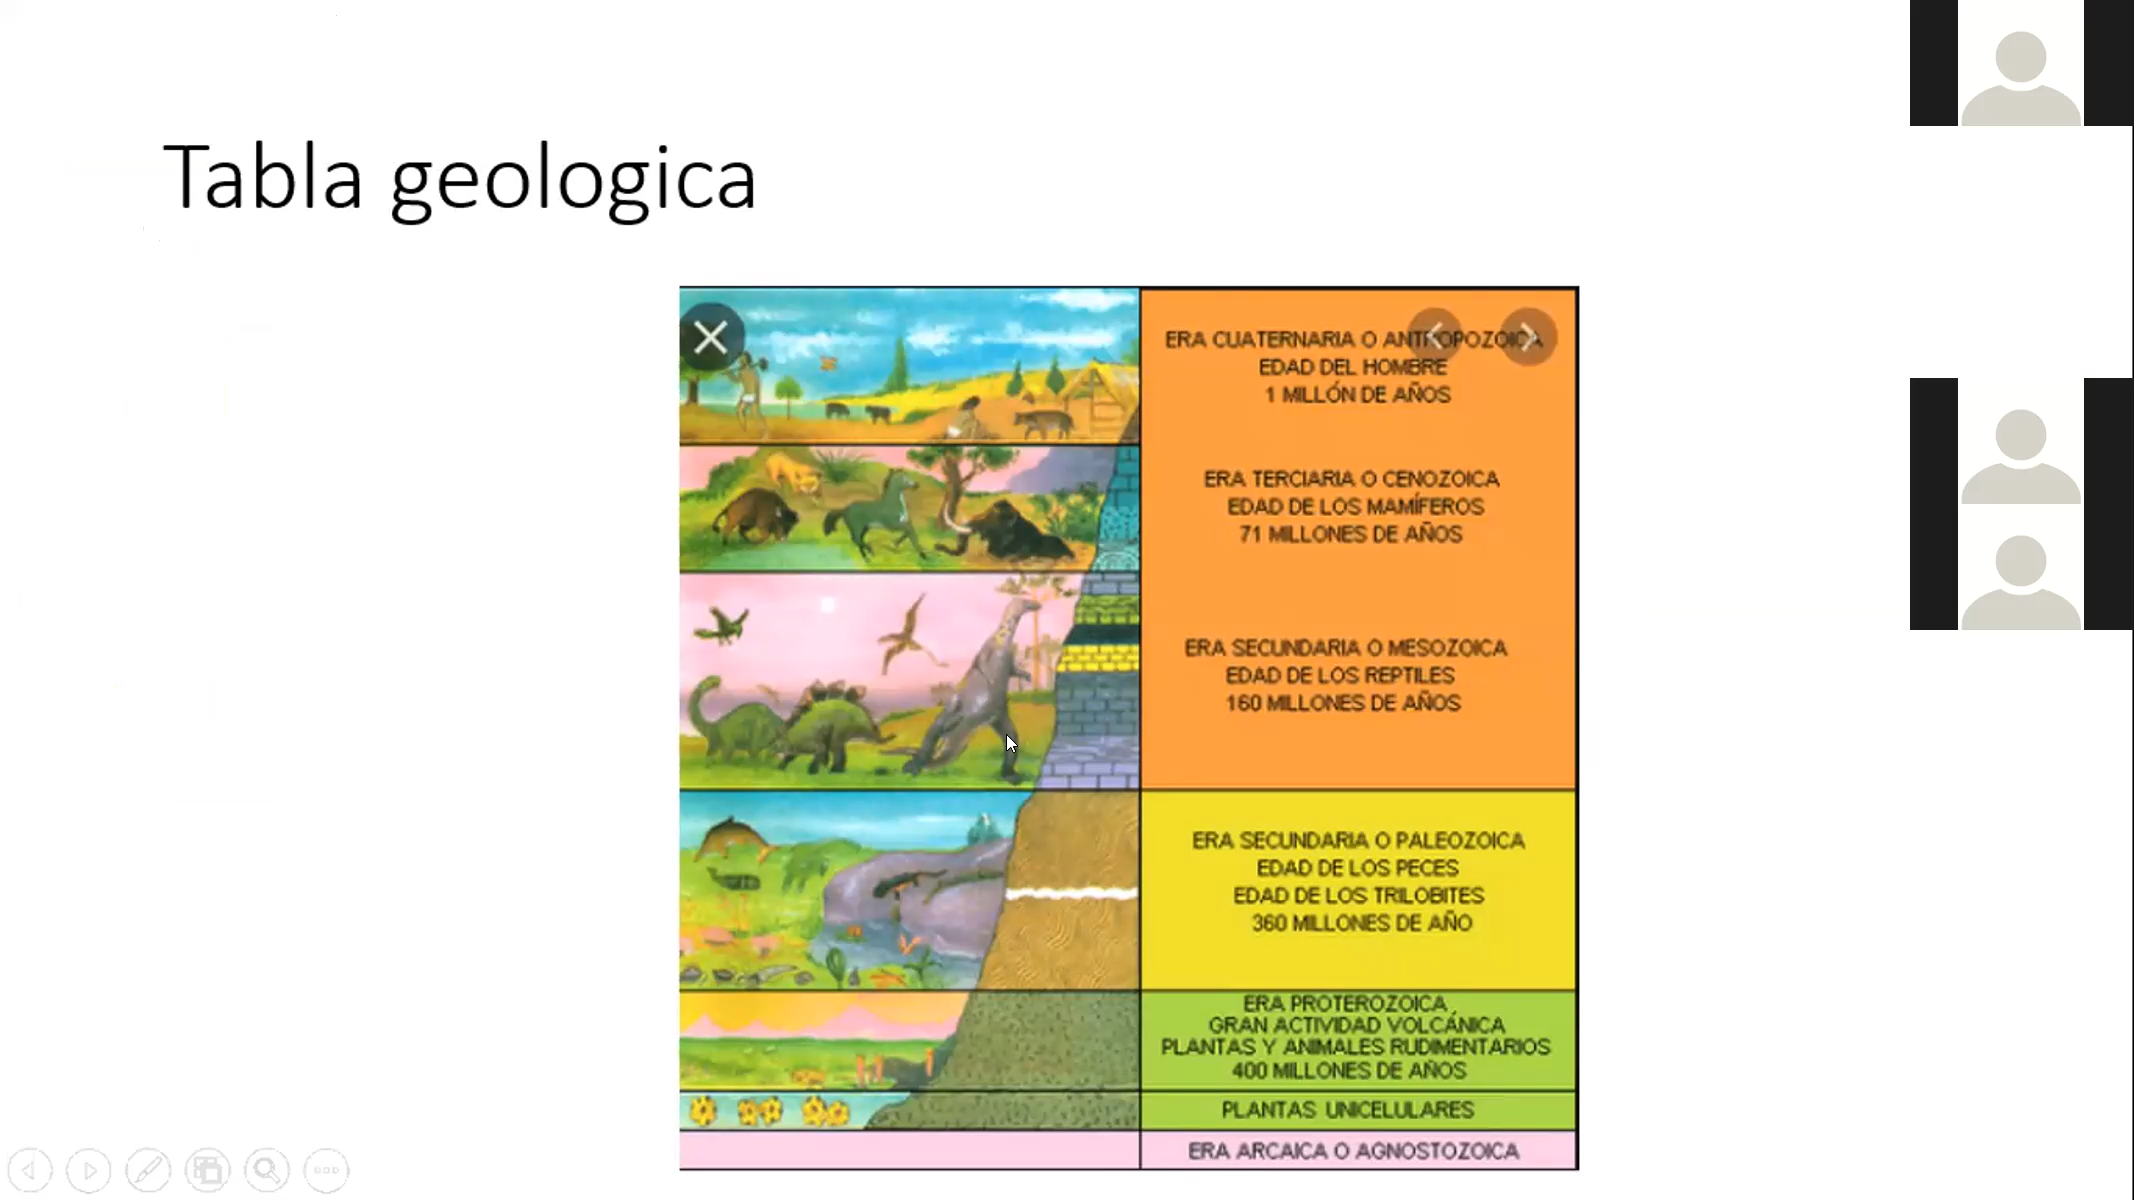 Tabla geologica
ERA CUATERNARIA O ANTROPOZOICA
EDAD DEL HOMBRE
1 MILLÓN DE AÑOS
ERA TERCIARIA O CENOZOICA
EDAD DE LOS MAMÍFEROS
71 MILLONES DE AÑOS
ERA SECUNDARIA O MESOZOICA
EDAD DE LOS REPTILES
160 MILLONES DE AÑOS
ERA SECUNDARIA O PALEOZOICA
EDAD DE LOS PECES
EDAD DE LOS TRILOBITES
360 MILLONES DE AÑO
ERA PROTEROZOICA
GRAN ACTIVIDAD VOLCÁNICA
PLANTAS Y ANIMALES RUDIMENTARIOS
400 MILLONES DE AÑOS
PLANTAS UNICELULARES
ERA ARCAICA O AGNOSTOZOICA